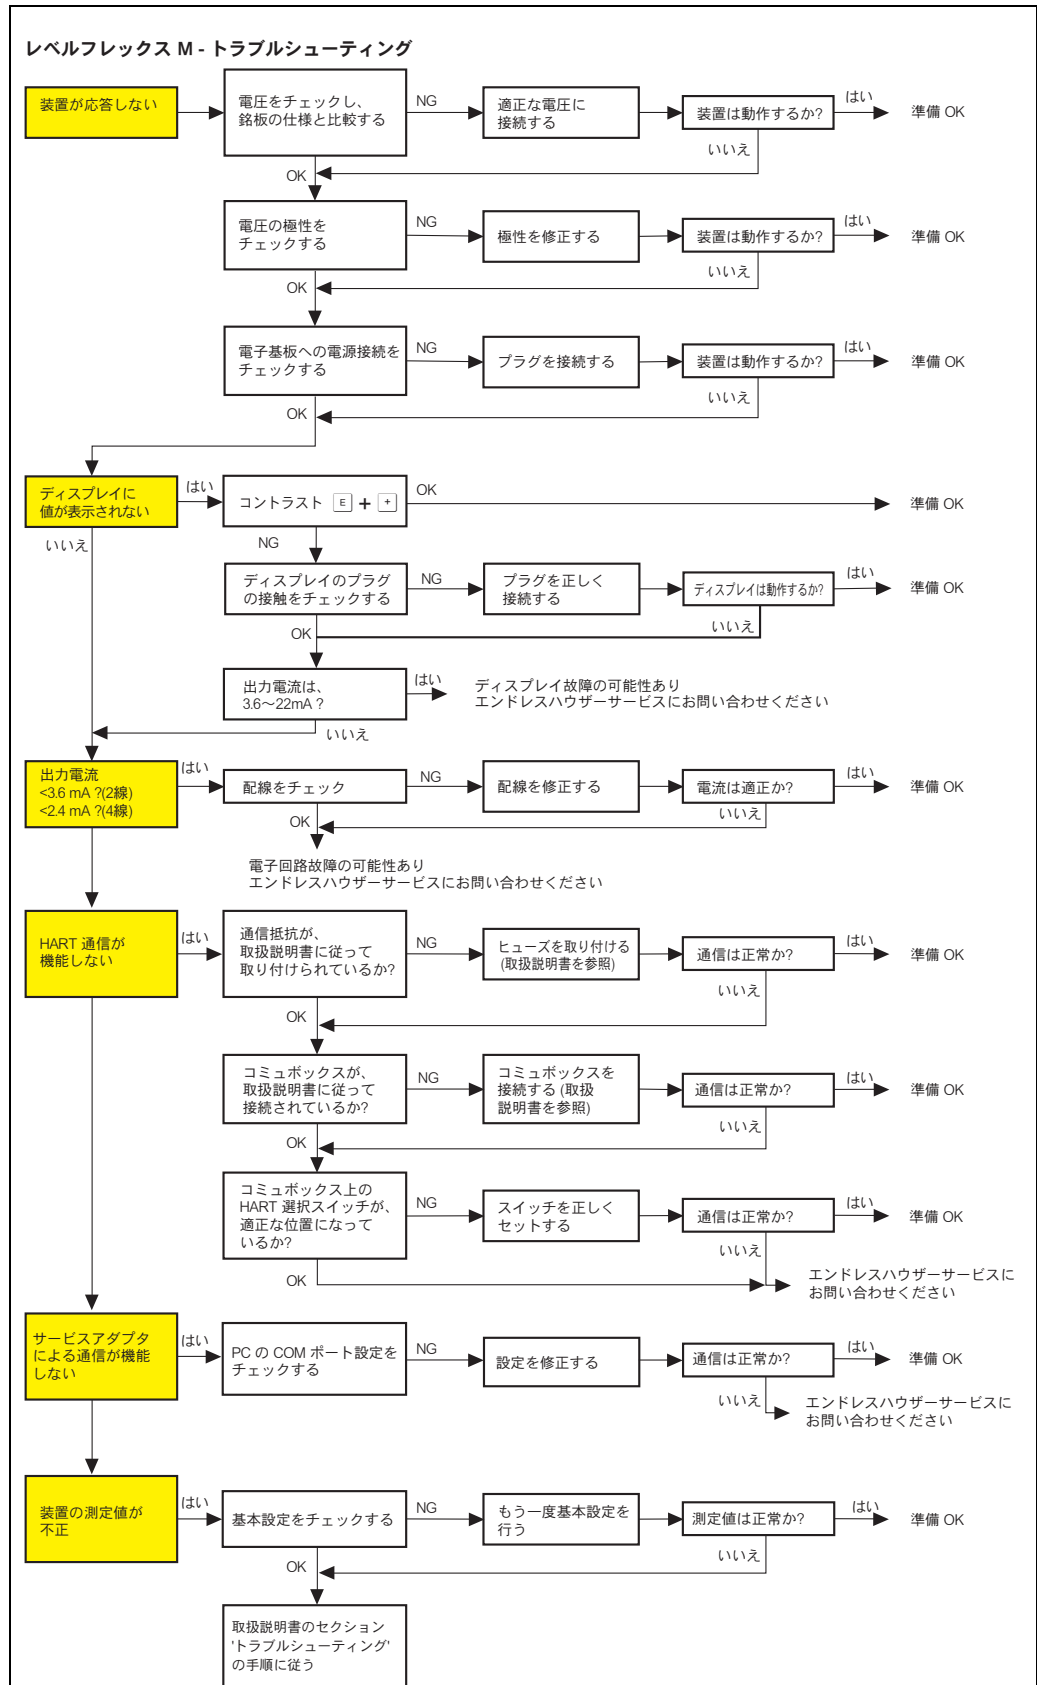 レベルフレックス M - トラブルシューティング
装置が応答しない
電圧をチェックし、
銘板の仕様と比較する
NG
適正な電圧に
接続する
装置は動作するか?
はい
準備 OK
いいえ
OK
電圧の極性を
チェックする
NG
極性を修正する
装置は動作するか?
はい
準備 OK
いいえ
OK
電子基板への電源接続を
チェックする
NG
プラグを接続する
装置は動作するか?
はい
準備 OK
いいえ
OK
ディスプレイに
値が表示されない
はい
コントラスト E + +
OK
準備 OK
いいえ
NG
ディスプレイのプラグ
の接触をチェックする
NG
プラグを正しく
接続する
ディスプレイは動作するか?
はい
準備 OK
いいえ
OK
出力電流は、
3.6～22mA ?
はい
ディスプレイ故障の可能性あり
エンドレスハウザーサービスにお問い合わせください
いいえ
出力電流
<3.6 mA ?(2線)
<2.4 mA ?(4線)
はい
配線をチェック
NG
配線を修正する
電流は適正か?
はい
準備 OK
いいえ
OK
電子回路故障の可能性あり
エンドレスハウザーサービスにお問い合わせください
HART 通信が
機能しない
はい
通信抵抗が、
取扱説明書に従って
取り付けられているか?
NG
ヒューズを取り付ける
(取扱説明書を参照)
通信は正常か?
はい
準備 OK
いいえ
OK
コミュボックスが、
取扱説明書に従って
接続されているか?
NG
コミュボックスを
接続する (取扱
説明書を参照)
通信は正常か?
はい
準備 OK
いいえ
OK
コミュボックス上の
HART 選択スイッチが、
適正な位置になって
いるか?
NG
スイッチを正しく
セットする
通信は正常か?
はい
準備 OK
いいえ
OK
エンドレスハウザーサービスに
お問い合わせください
サービスアダプタ
による通信が機能
しない
はい
PC の COM ポート設定を
チェックする
NG
設定を修正する
通信は正常か?
はい
準備 OK
いいえ
エンドレスハウザーサービスに
お問い合わせください
装置の測定値が
不正
はい
基本設定をチェックする
NG
もう一度基本設定を
行う
測定値は正常か?
はい
準備 OK
いいえ
OK
取扱説明書のセクション
'トラブルシューティング'
の手順に従う